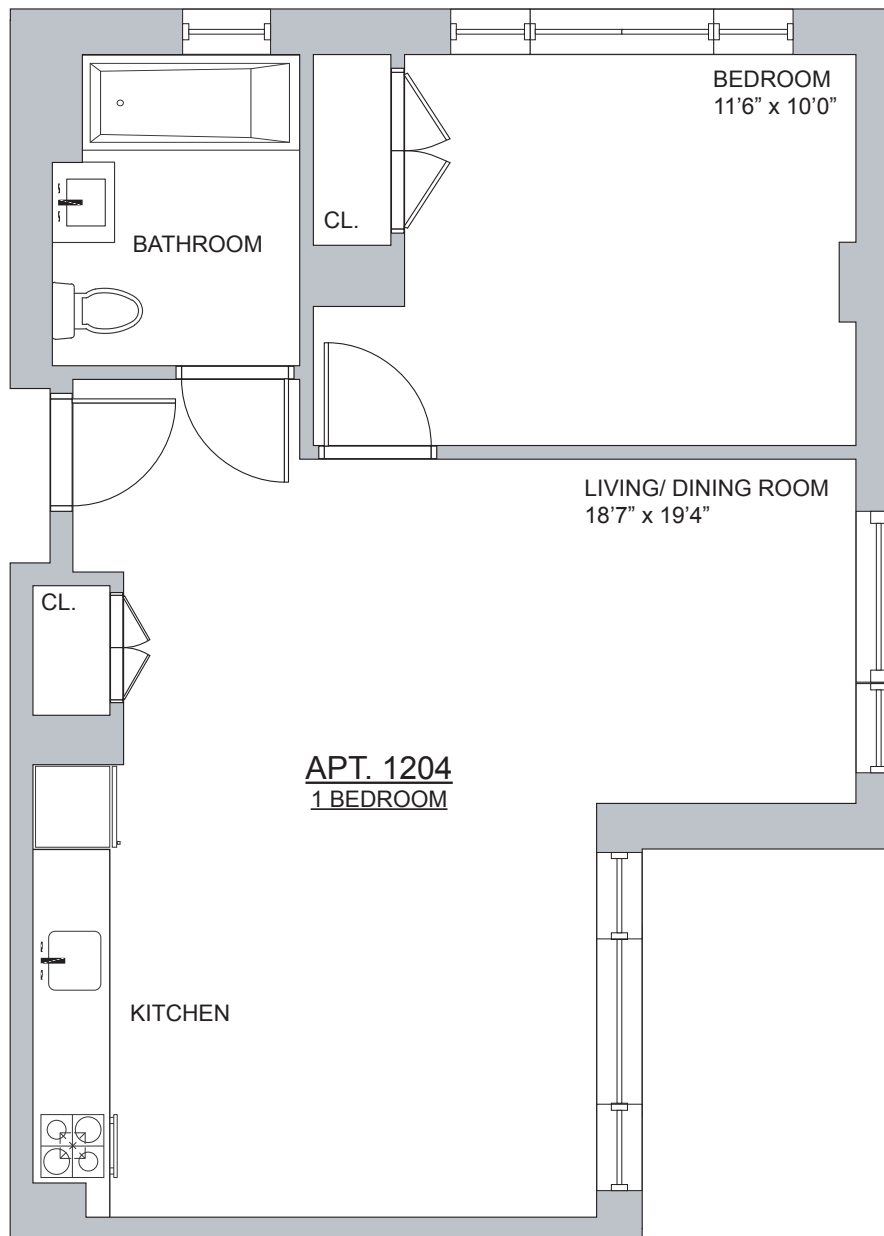 BEDROOM
11’6” x 10’0”
CL.
BATHROOM
LIVING/ DINING ROOM
18’7” x 19’4”
CL.
APT. 1204
1 BEDROOM
KITCHEN